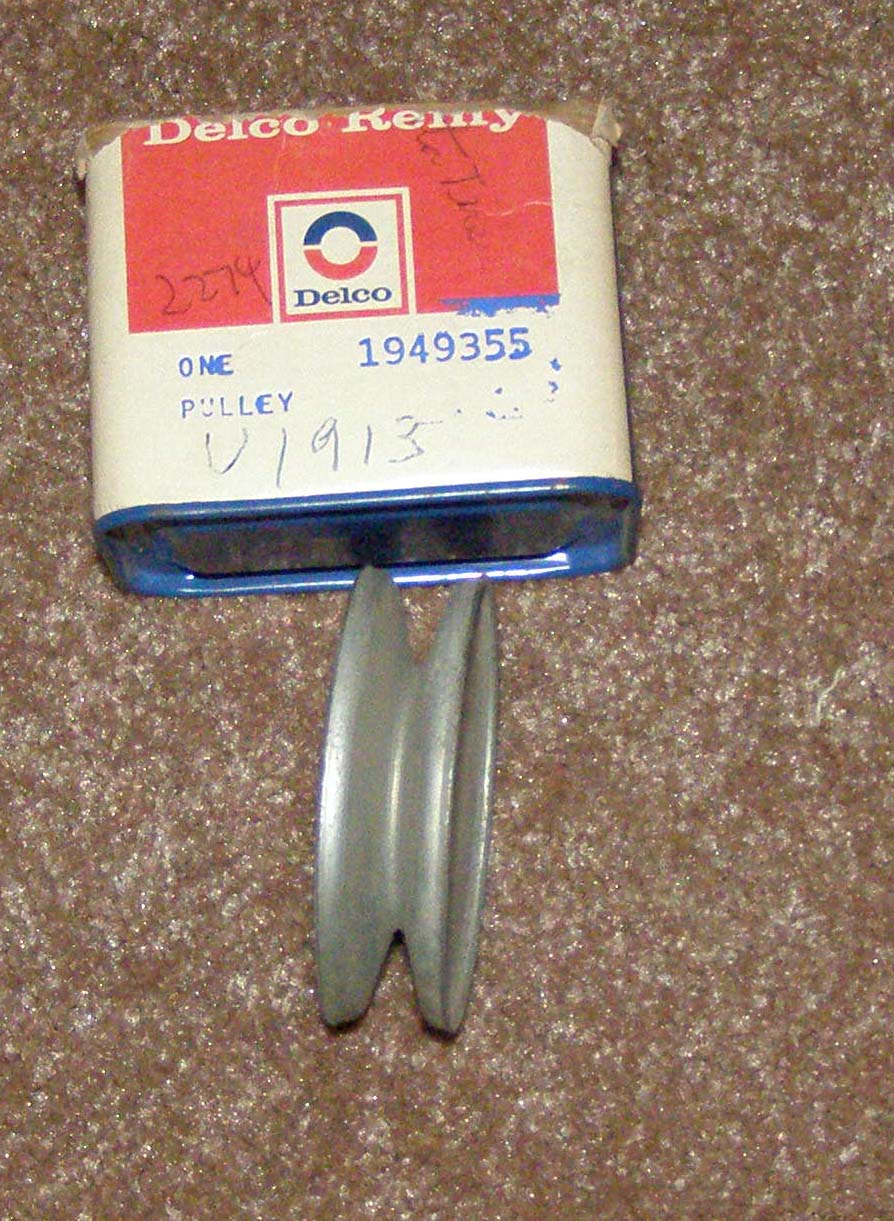 Delco Remy
2274
Delco
ONE 1949355
PULLEY
V1913